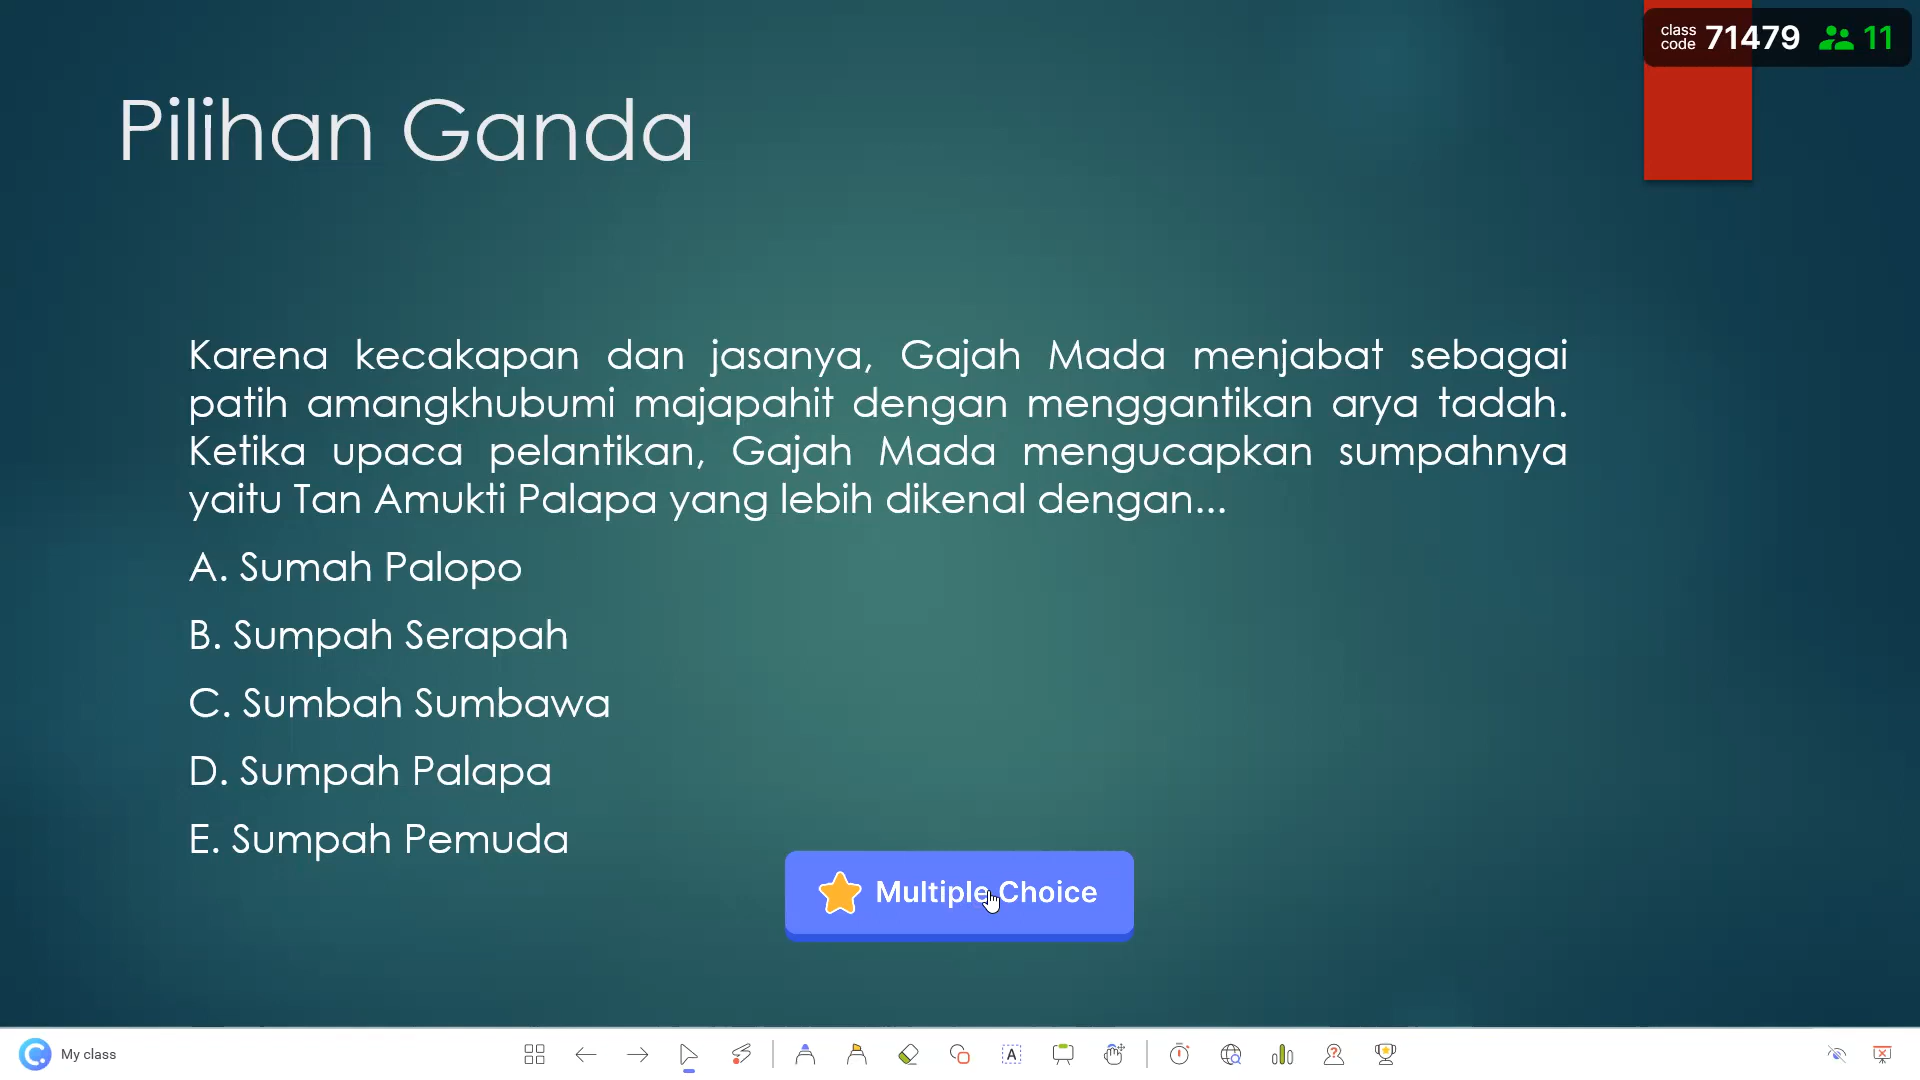 class
code 71479 11
Pilihan Ganda
Karena kecakapan dan jasanya, Gajah Mada menjabat sebagai
patih amangkhubumi majapahit dengan menggantikan arya tadah.
Ketika upaca pelantikan, Gajah Mada mengucapkan sumpahnya
yaitu Tan Amukti Palapa yang lebih dikenal dengan...
A. Sumah Palopo
B. Sumpah Serapah
C. Sumbah Sumbawa
D. Sumpah Palapa
E. Sumpah Pemuda
Multiple Choice
My class